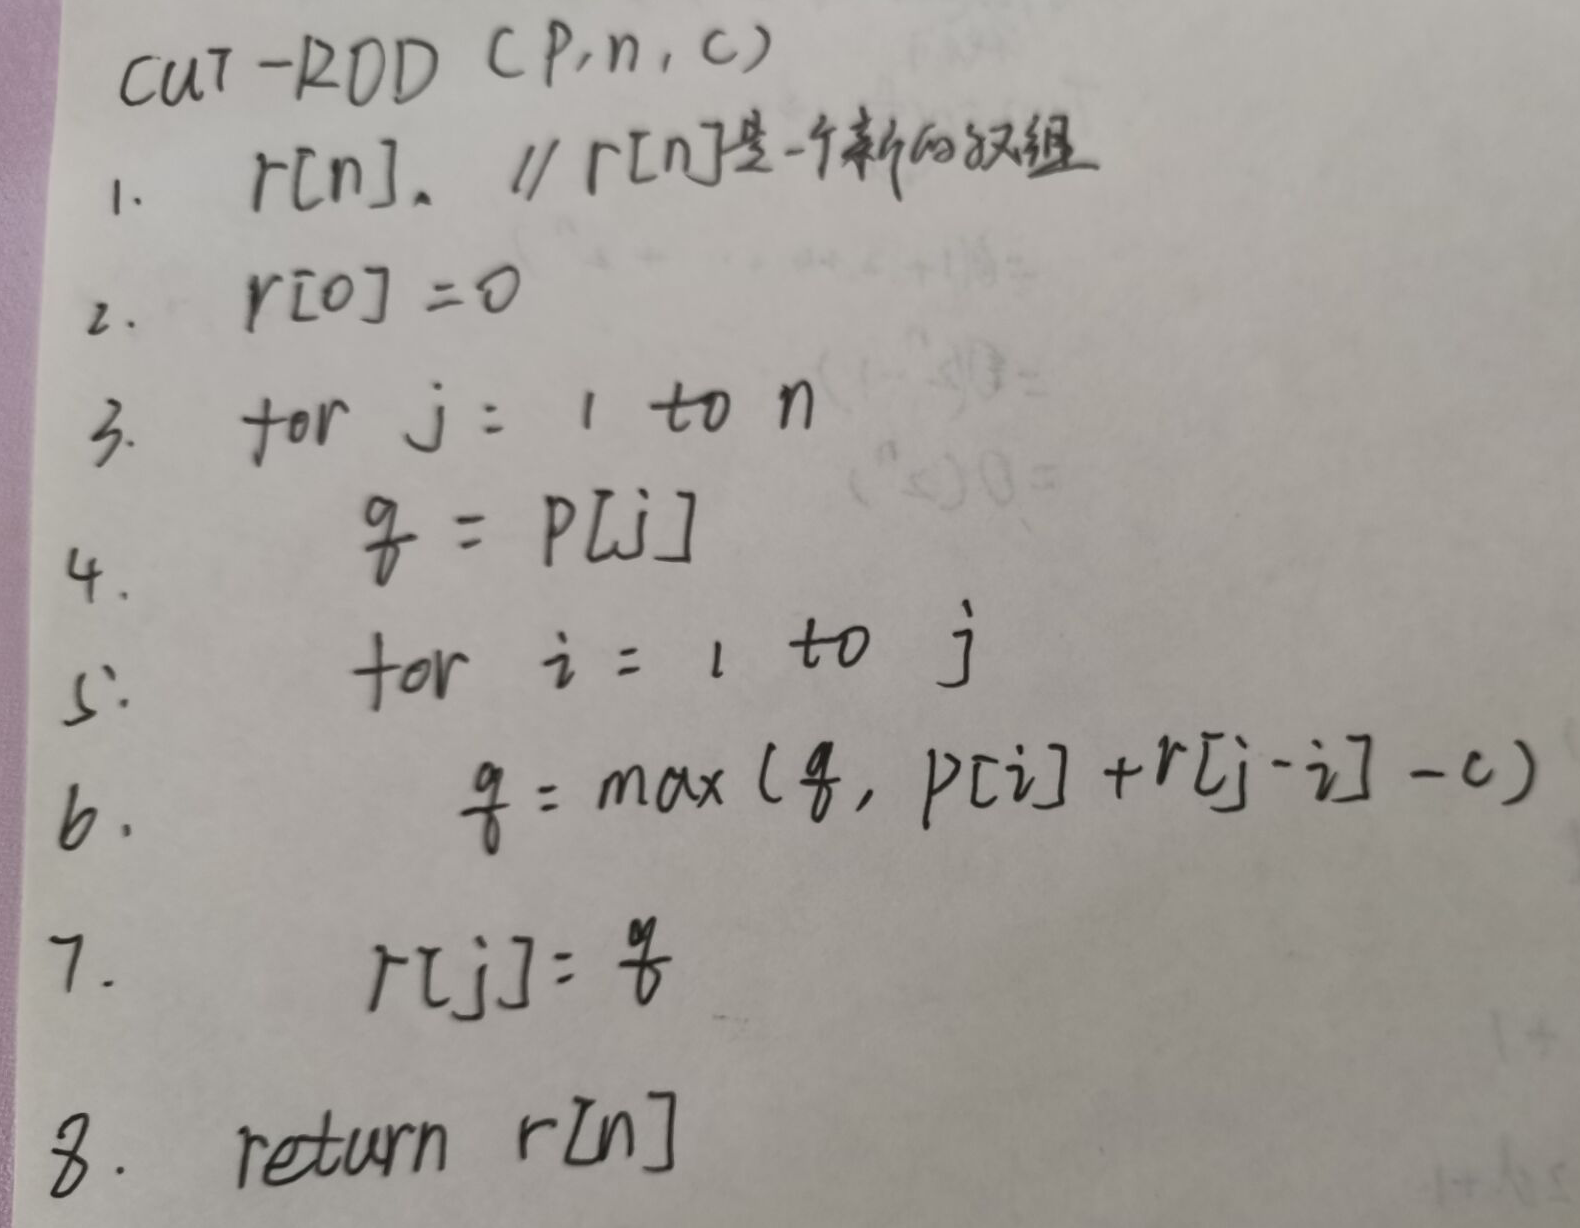 CUT-ROD (P,n,c)
1. r[n]. // r[n]是一个新的数组
2. r[0]=0
3. for j= 1 to n
4. q = P[j]
5. for i= 1 to j
6. q= max(q, p[i]+r[j-i]-c)
7. r[j]= q
8. return r[n]